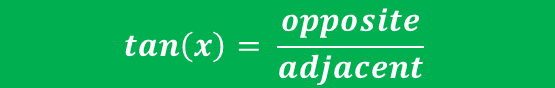 tan(x) = opposite / adjacent